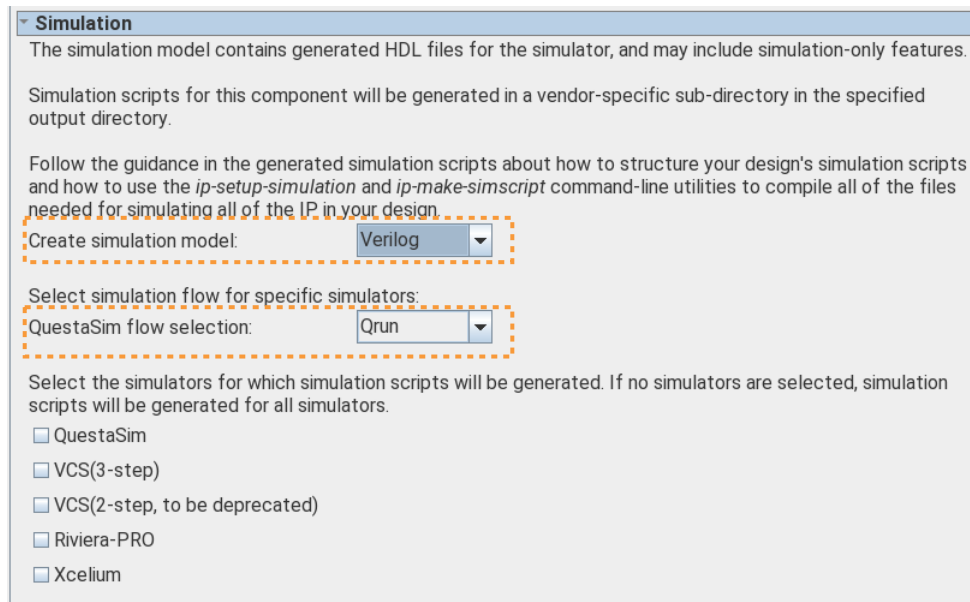 Simulation
The simulation model contains generated HDL files for the simulator, and may include simulation-only features.
Simulation scripts for this component will be generated in a vendor-specific sub-directory in the specified
output directory.
Follow the guidance in the generated simulation scripts about how to structure your design's simulation scripts
and how to use the ip-setup-simulation and ip-make-simscript command-line utilities to compile all of the files
needed for simulating all of the IP in your design.
Create simulation model: Verilog
Select simulation flow for specific simulators:
QuestaSim flow selection: Qrun
Select the simulators for which simulation scripts will be generated. If no simulators are selected, simulation
scripts will be generated for all simulators.
QuestaSim
VCS(3-step)
VCS(2-step, to be deprecated)
Riviera-PRO
Xcelium